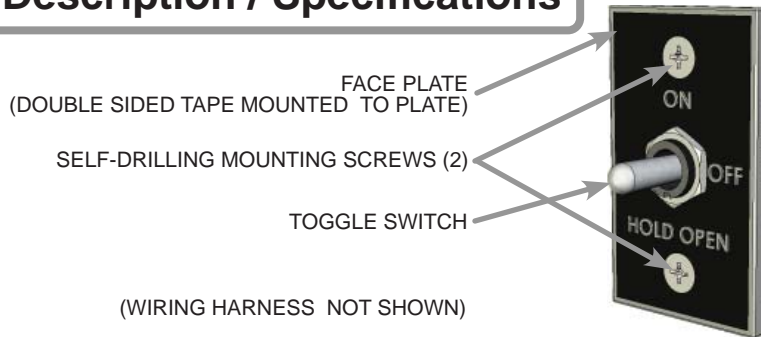 Description / Specifications
FACE PLATE
(DOUBLE SIDED TAPE MOUNTED TO PLATE)
SELF-DRILLING MOUNTING SCREWS (2)
TOGGLE SWITCH
(WIRING HARNESS NOT SHOWN)
ON
OFF
HOLD OPEN